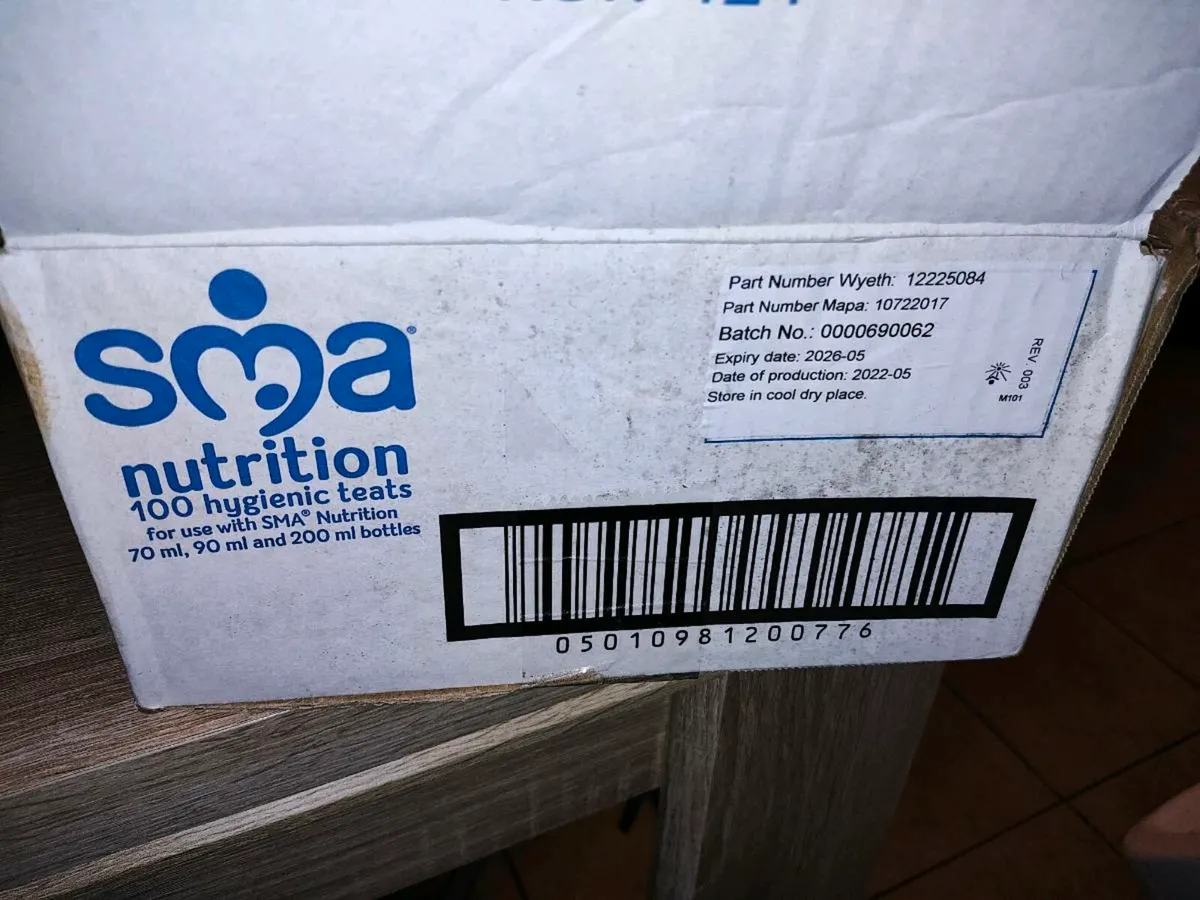 sma®
nutrition
100 hygienic teats
for use with SMA® Nutrition
70 ml, 90 ml and 200 ml bottles
Part Number Wyeth: 12225084
Part Number Mapa: 10722017
Batch No.: 0000690062
Expiry date: 2026-05
Date of production: 2022-05
Store in cool dry place.
REV 003
M101
05010981200776